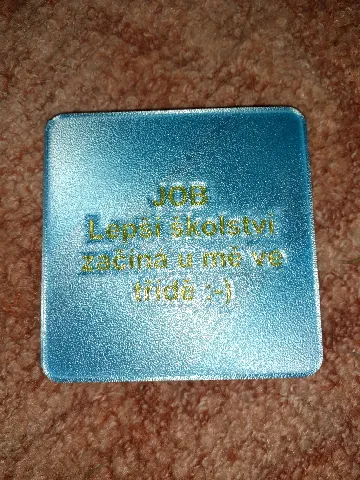 JOB
Lepší školství
začíná u mě ve
třídě :-)